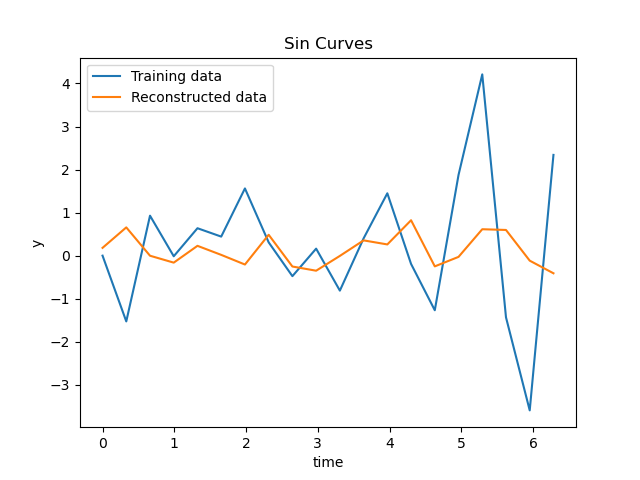 Sin Curves
Training data
Reconstructed data
4
3
2
1
0
−1
−2
−3
y
0 1 2 3 4 5 6
time